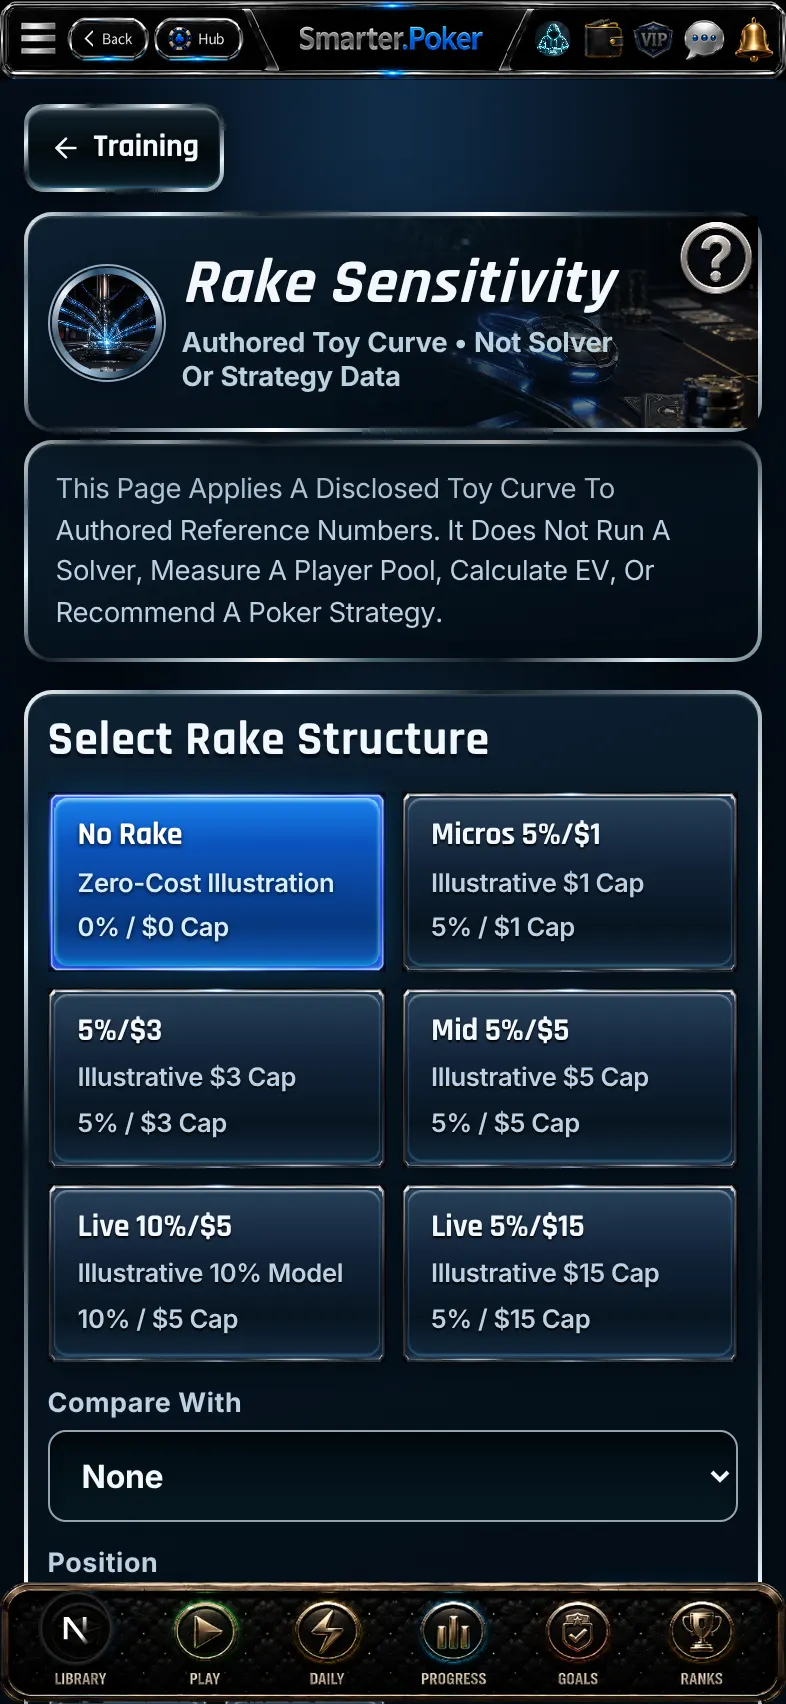 Back
Hub
Smarter.Poker
VIP
Training
Rake Sensitivity
?
Authored Toy Curve • Not Solver
Or Strategy Data
This Page Applies A Disclosed Toy Curve To
Authored Reference Numbers. It Does Not Run A
Solver, Measure A Player Pool, Calculate EV, Or
Recommend A Poker Strategy.
Select Rake Structure
No Rake
Zero-Cost Illustration
0% / $0 Cap
Micros 5%/$1
Illustrative $1 Cap
5% / $1 Cap
5%/$3
Illustrative $3 Cap
5% / $3 Cap
Mid 5%/$5
Illustrative $5 Cap
5% / $5 Cap
Live 10%/$5
Illustrative 10% Model
10% / $5 Cap
Live 5%/$15
Illustrative $15 Cap
5% / $15 Cap
Compare With
None
Position
N
LIBRARY
PLAY
DAILY
PROGRESS
GOALS
RANKS